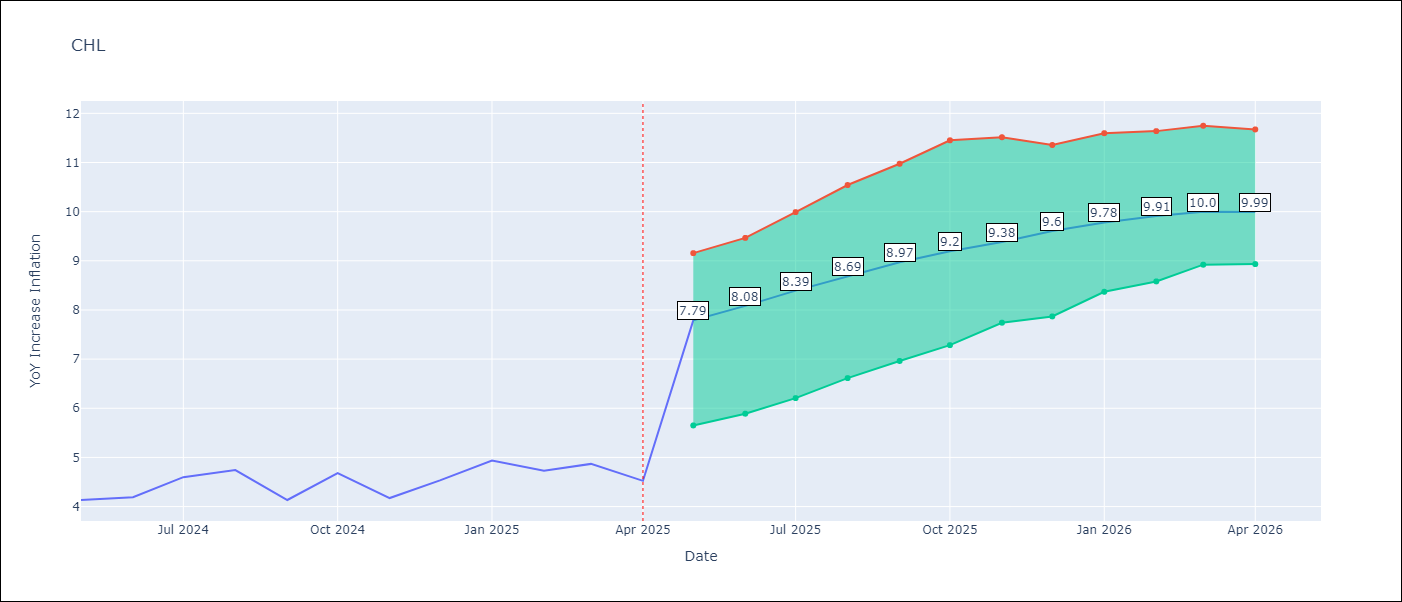 CHL
12
11
10
9
8
7
6
5
4
YoY Increase Inflation
7.79
8.08
8.39
8.69
8.97
9.2
9.38
9.6
9.78
9.91
10.0
9.99
Jul 2024
Oct 2024
Jan 2025
Apr 2025
Jul 2025
Oct 2025
Jan 2026
Apr 2026
Date